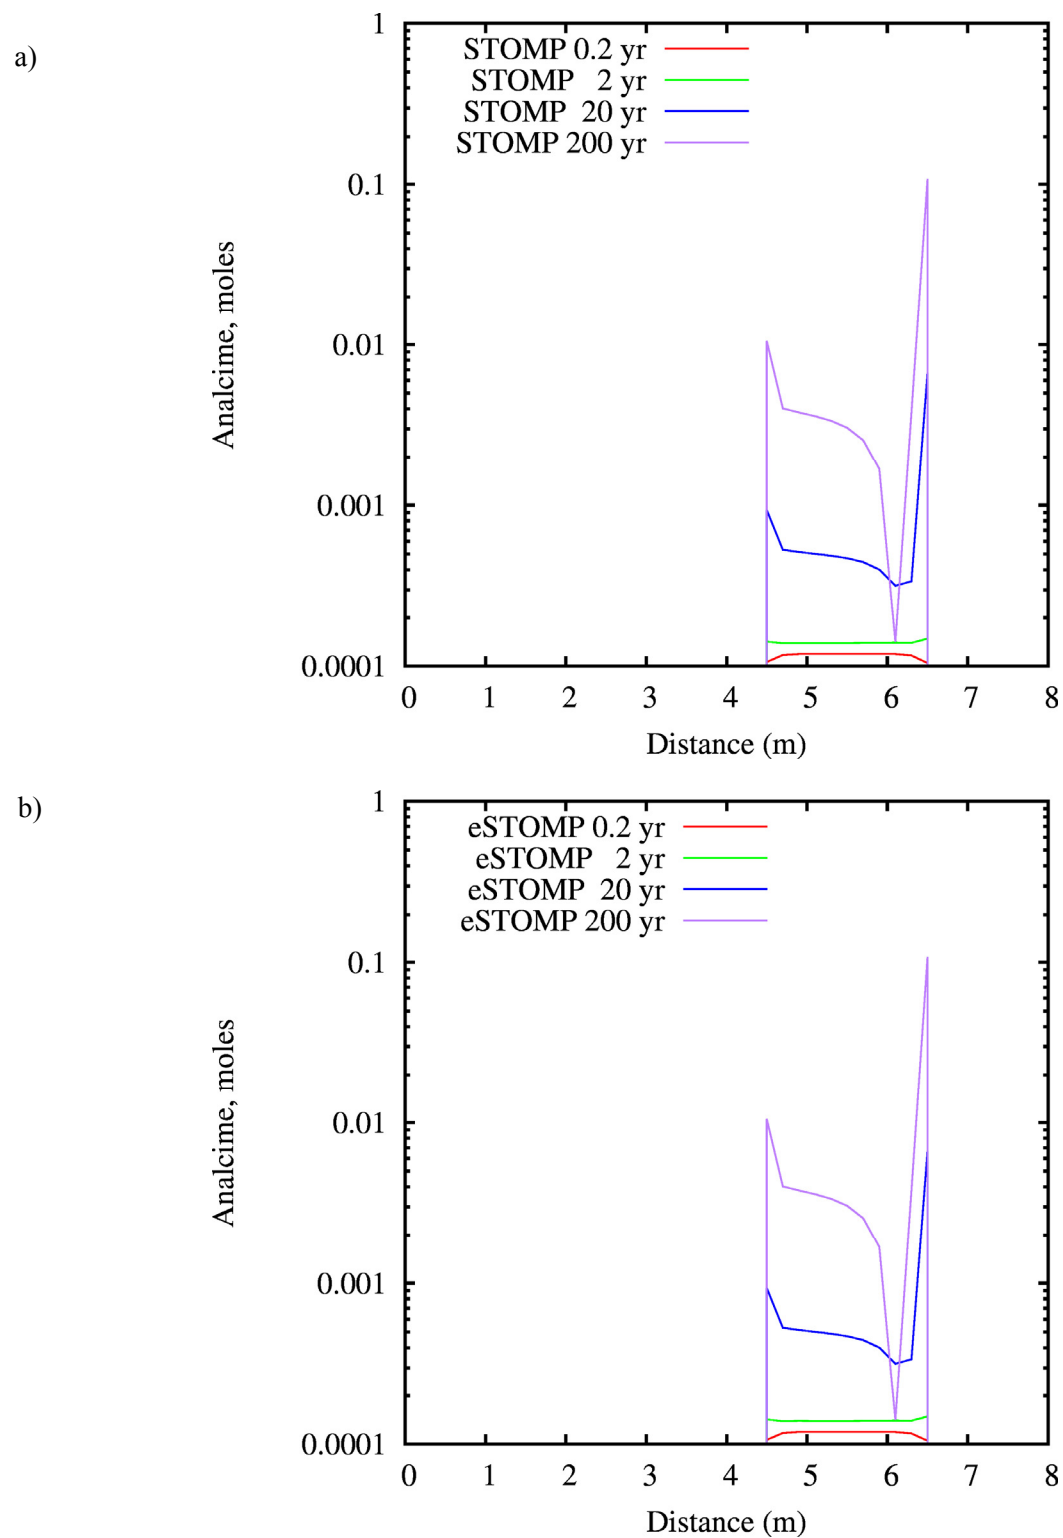 a)
1
STOMP 0.2 yr
STOMP 2 yr
STOMP 20 yr
STOMP 200 yr
0.1
Analcime, moles
0.01
0.001
0.0001
0 1 2 3 4 5 6 7 8
Distance (m)
b)
1
eSTOMP 0.2 yr
eSTOMP 2 yr
eSTOMP 20 yr
eSTOMP 200 yr
0.1
Analcime, moles
0.01
0.001
0.0001
0 1 2 3 4 5 6 7 8
Distance (m)